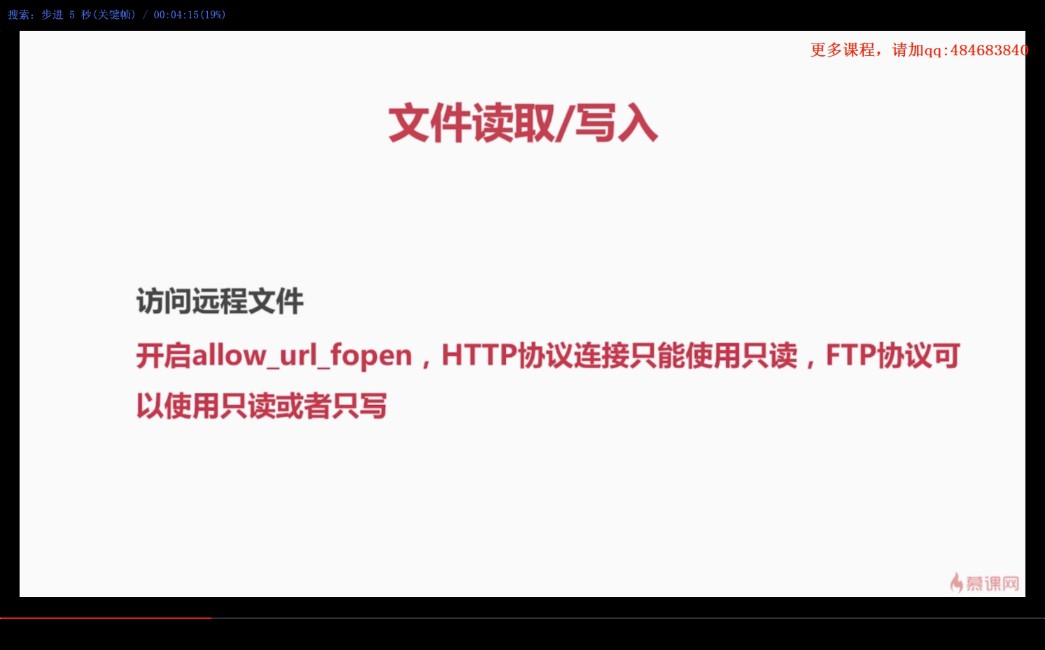 搜索: 步进 5 秒(关键帧) / 00:04:15(19%)
更多课程，请加qq:484683840
文件读取/写入
访问远程文件
开启allow_url_fopen，HTTP协议连接只能使用只读，FTP协议可
以使用只读或者只写
慕课网